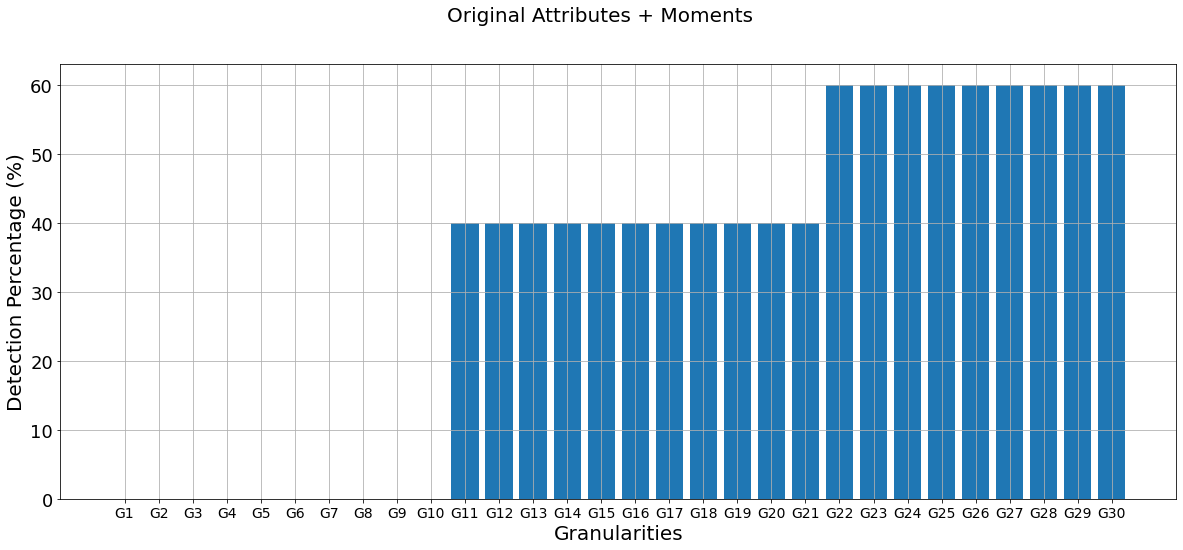 Original Attributes + Moments
Detection Percentage (%)
60
50
40
30
20
10
0
G1 G2 G3 G4 G5 G6 G7 G8 G9 G10 G11 G12 G13 G14 G15 G16 G17 G18 G19 G20 G21 G22 G23 G24 G25 G26 G27 G28 G29 G30
Granularities